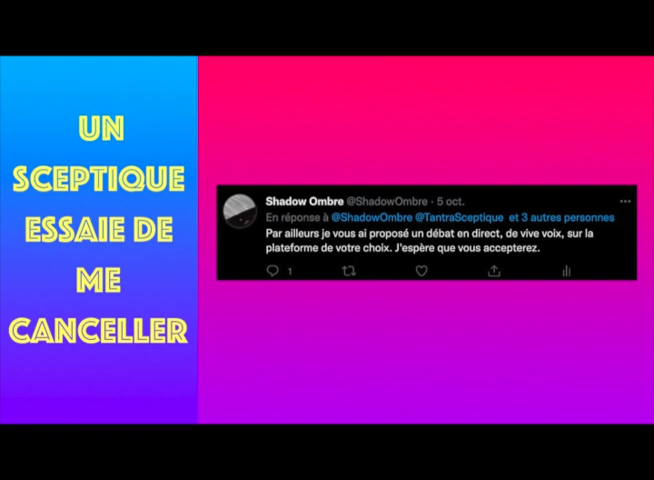 UN
SCEPTIQUE
ESSAIE DE
ME
CANCELLER
Shadow Ombre @ShadowOmbre · 5 oct.
En réponse à @ShadowOmbre @TantraSceptique et 3 autres personnes
Par ailleurs je vous ai proposé un débat en direct, de vive voix, sur la
plateforme de votre choix. J'espère que vous accepterez.
1